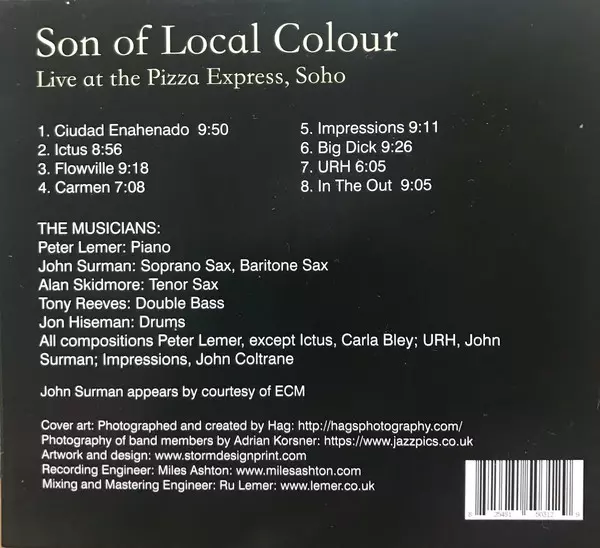 Son of Local Colour
Live at the Pizza Express, Soho
1. Ciudad Enahenado 9:50
2. Ictus 8:56
3. Flowville 9:18
4. Carmen 7:08
5. Impressions 9:11
6. Big Dick 9:26
7. URH 6:05
8. In The Out 9:05
THE MUSICIANS:
Peter Lemer: Piano
John Surman: Soprano Sax, Baritone Sax
Alan Skidmore: Tenor Sax
Tony Reeves: Double Bass
Jon Hiseman: Drums
All compositions Peter Lemer, except Ictus, Carla Bley; URH, John
Surman; Impressions, John Coltrane
John Surman appears by courtesy of ECM
Cover art: Photographed and created by Hag: http://hagsphotography.com/
Photography of band members by Adrian Korsner: https://www.jazzpics.co.uk
Artwork and design: www.stormdesignprint.com
Recording Engineer: Miles Ashton: www.milesashton.com
Mixing and Mastering Engineer: Ru Lemer: www.lemer.co.uk